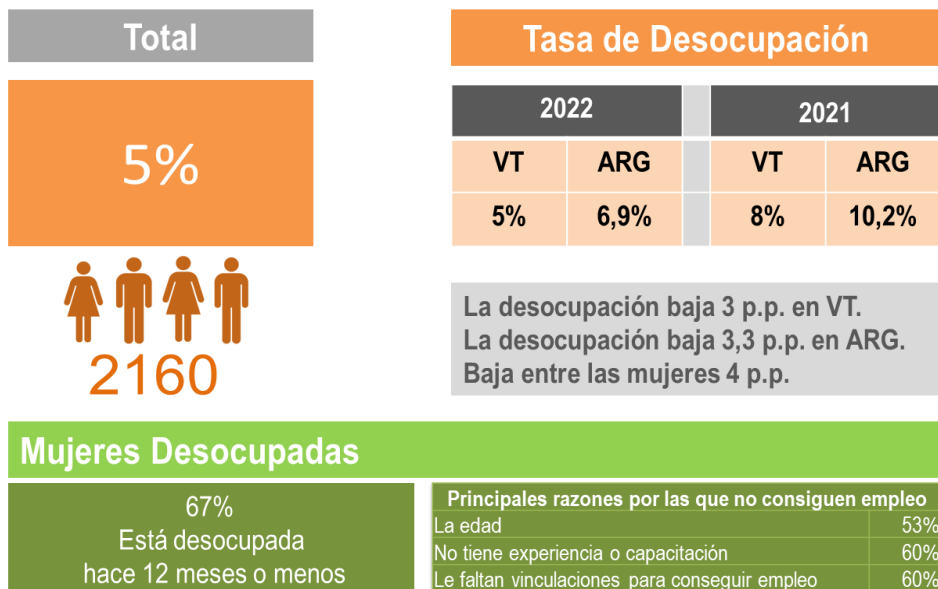 Total
5%
2160
Tasa de Desocupación
2022 2021
VT ARG VT ARG
5% 6,9% 8% 10,2%
La desocupación baja 3 p.p. en VT.
La desocupación baja 3,3 p.p. en ARG.
Baja entre las mujeres 4 p.p.
Mujeres Desocupadas
67%
Está desocupada
hace 12 meses o menos
Principales razones por las que no consiguen empleo
La edad 53%
No tiene experiencia o capacitación 60%
Le faltan vinculaciones para conseguir empleo 60%